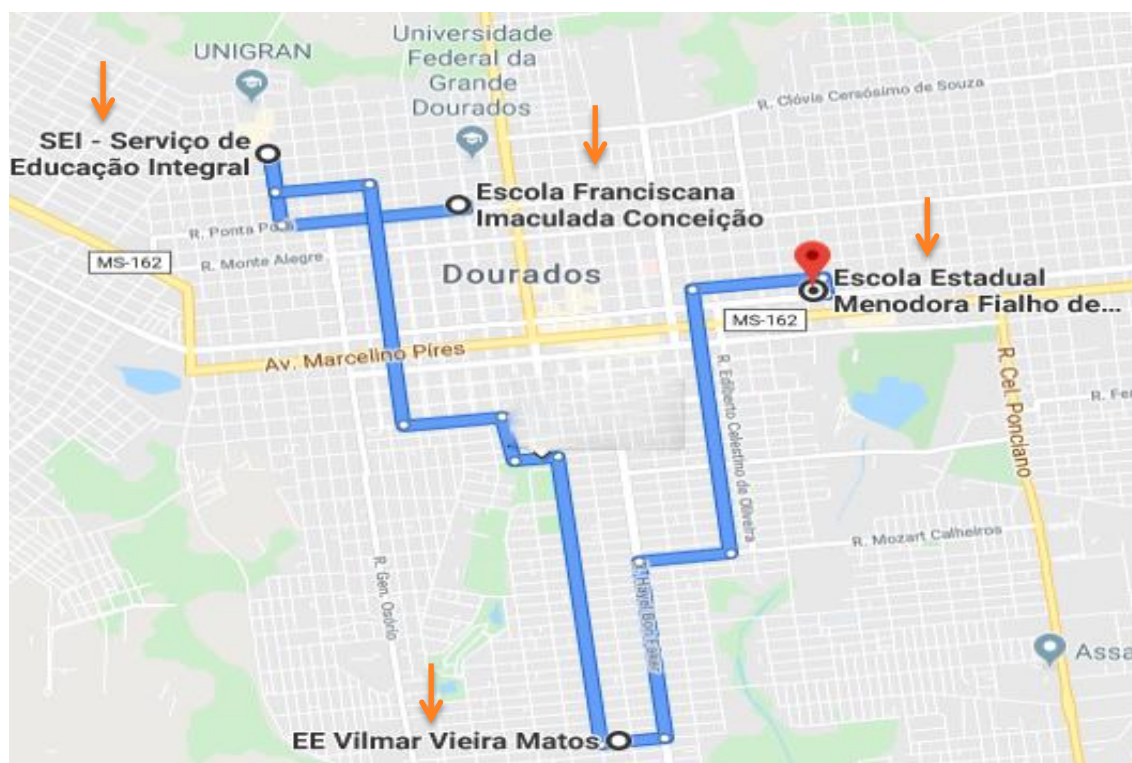 UNIGRAN
Universidade
Federal da
Grande
Dourados
R. Clóvis Cersósimo de Souza
SEI - Serviço de
Educação Integral
Escola Franciscana
Imaculada Conceição
R. Ponta Porã
MS-162
R. Monte Alegre
Dourados
Escola Estadual
Menodora Fialho de...
MS-162
Av. Marcelino Pires
R. Ediberto Celestino de Oliveira
R. Cel. Ponciano
R. Fe
R. Mozart Calheiros
R. Gen. Osório
Hayel Bon Faker
Assa
EE Vilmar Vieira Matos